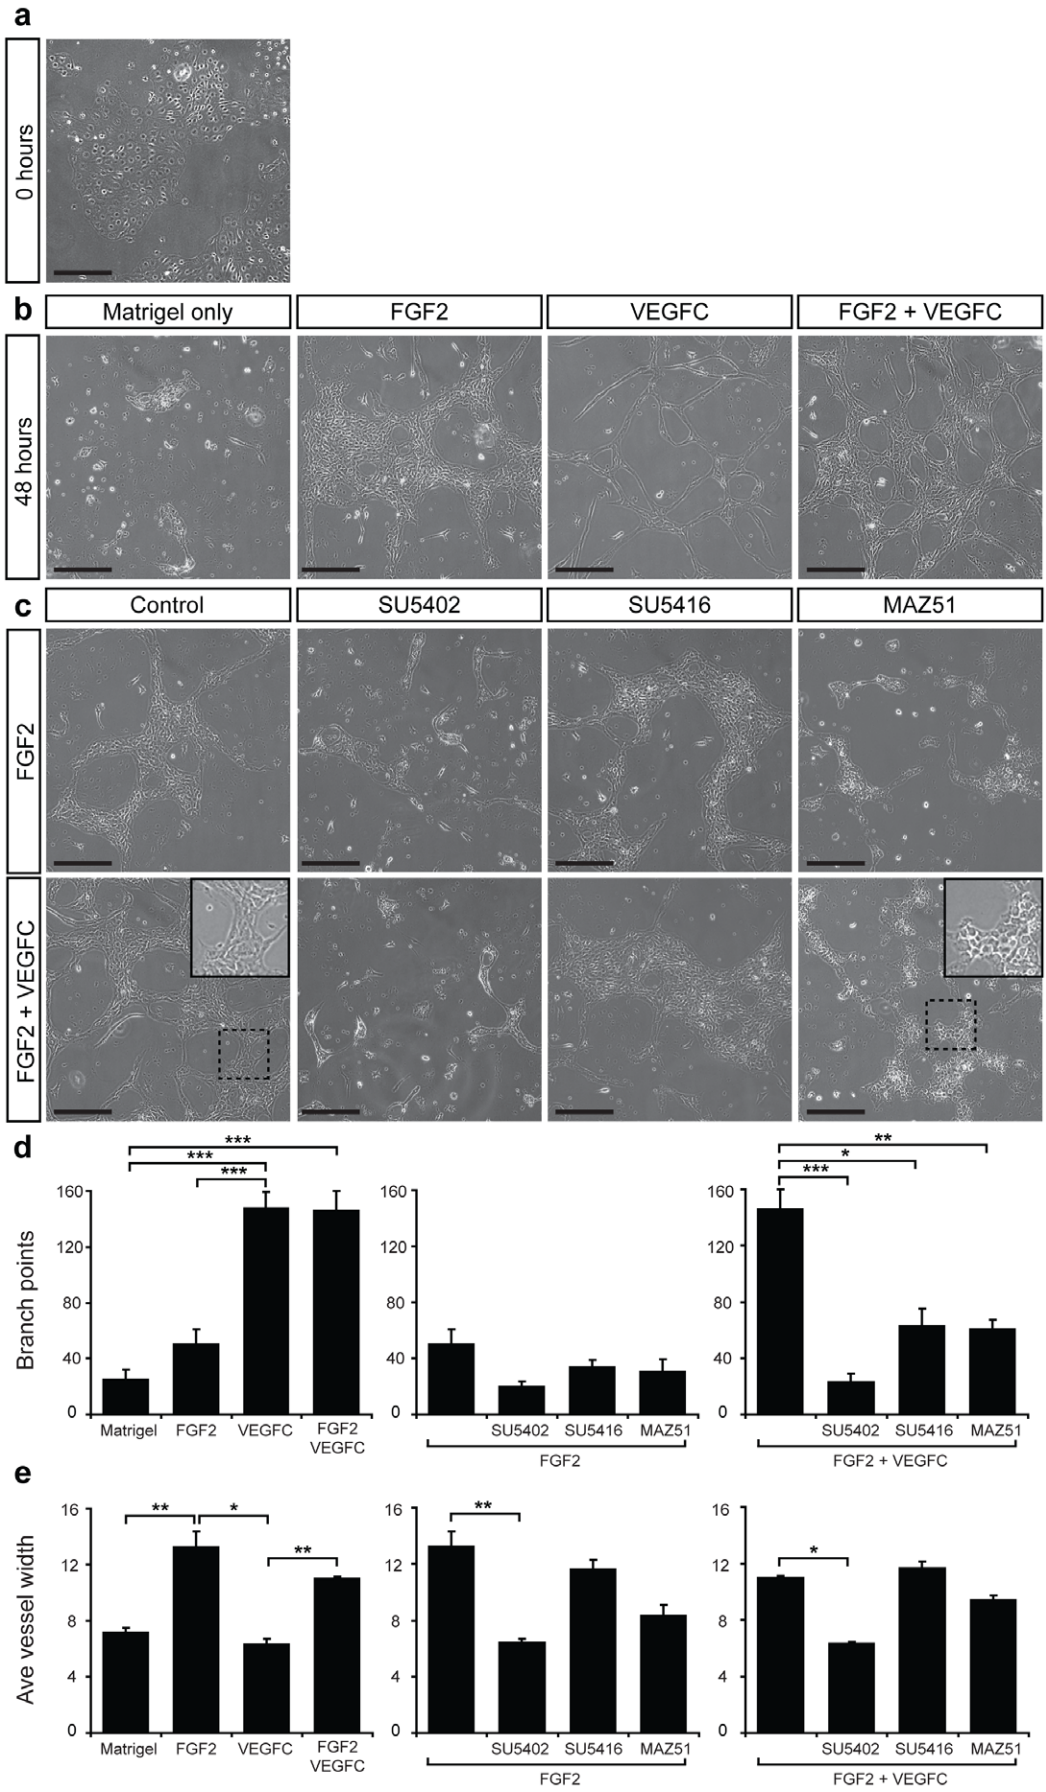 a
0 hours
b
Matrigel only FGF2 VEGFC FGF2 + VEGFC
48 hours
c
Control SU5402 SU5416 MAZ51
FGF2
FGF2 + VEGFC
d
*** *** ***
Branch points
160
120
80
40
0
Matrigel FGF2 VEGFC FGF2
VEGFC
160
120
80
40
0
SU5402 SU5416 MAZ51
FGF2
**
*
***
160
120
80
40
0
SU5402 SU5416 MAZ51
FGF2 + VEGFC
e
** * **
Ave vessel width
16
12
8
4
0
Matrigel FGF2 VEGFC FGF2
VEGFC
**
16
12
8
4
0
SU5402 SU5416 MAZ51
FGF2
*
16
12
8
4
0
SU5402 SU5416 MAZ51
FGF2 + VEGFC